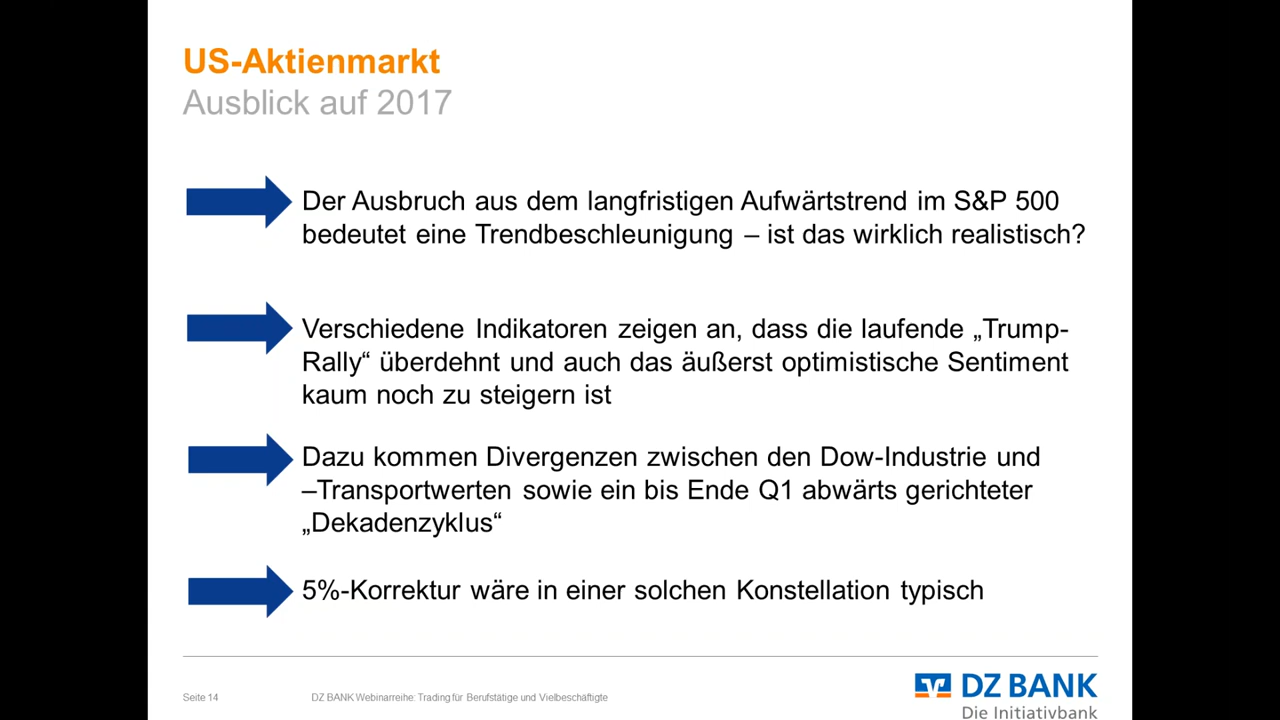 US-Aktienmarkt
Ausblick auf 2017
Der Ausbruch aus dem langfristigen Aufwärtstrend im S&P 500
bedeutet eine Trendbeschleunigung – ist das wirklich realistisch?
Verschiedene Indikatoren zeigen an, dass die laufende „Trump-
Rally“ überdehnt und auch das äußerst optimistische Sentiment
kaum noch zu steigern ist
Dazu kommen Divergenzen zwischen den Dow-Industrie und
–Transportwerten sowie ein bis Ende Q1 abwärts gerichteter
„Dekadenzyklus“
5%-Korrektur wäre in einer solchen Konstellation typisch
Seite 14
DZ BANK Webinarreihe: Trading für Berufstätige und Vielbeschäftigte
DZ BANK
Die Initiativbank